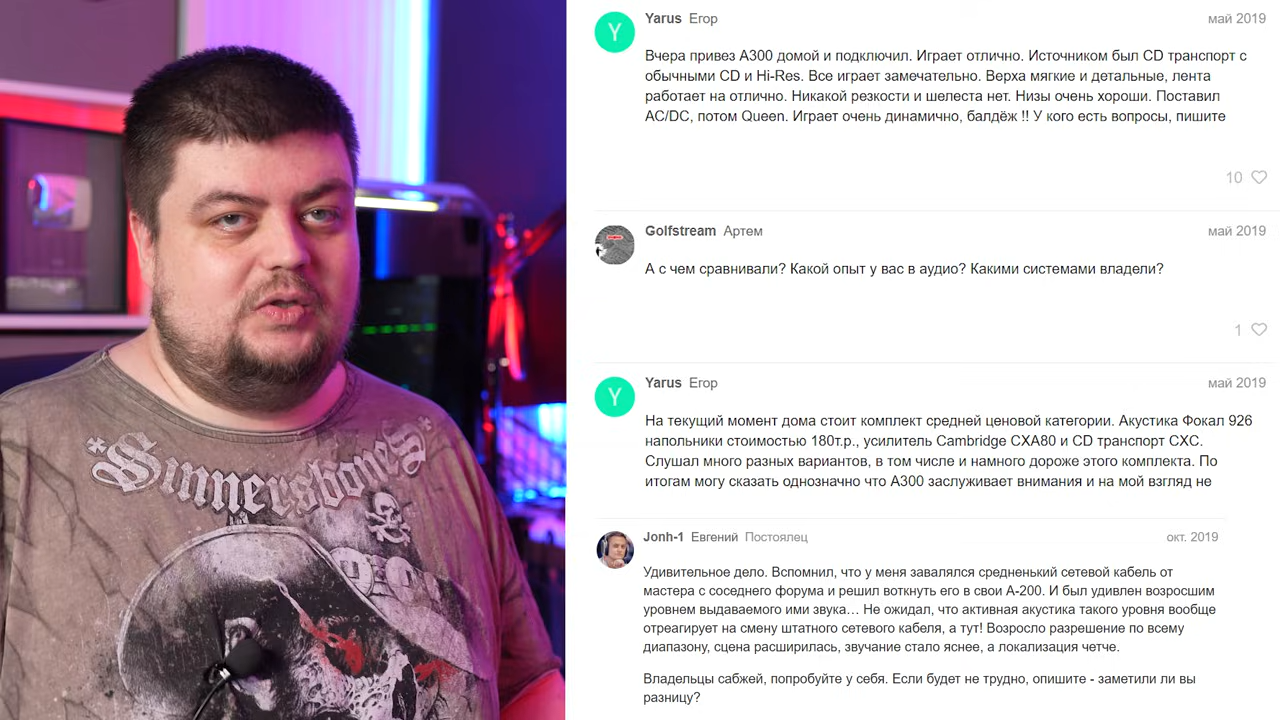 *Sinnersbones*
Yarus Егор
май 2019
Вчера привез А300 домой и подключил. Играет отлично. Источником был CD транспорт с
обычными CD и Hi-Res. Все играет замечательно. Верха мягкие и детальные, лента
работает на отлично. Никакой резкости и шелеста нет. Низы очень хороши. Поставил
AC/DC, потом Queen. Играет очень динамично, балдёж !! У кого есть вопросы, пишите
10
Golfstream Артем
май 2019
А с чем сравнивали? Какой опыт у вас в аудио? Какими системами владели?
1
Yarus Егор
май 2019
На текущий момент дома стоит комплект средней ценовой категории. Акустика Фокал 926
напольники стоимостью 180т.р., усилитель Cambridge CXA80 и CD транспорт CXC.
Слушал много разных вариантов, в том числе и намного дороже этого комплекта. По
итогам могу сказать однозначно что А300 заслуживает внимания и на мой взгляд не
Jonh-1 Евгений Постоялец
окт. 2019
Удивительное дело. Вспомнил, что у меня завалялся средненький сетевой кабель от
мастера с соседнего форума и решил воткнуть его в свои А-200. И был удивлен возросшим
уровнем выдаваемого ими звука… Не ожидал, что активная акустика такого уровня вообще
отреагирует на смену штатного сетевого кабеля, а тут! Возросло разрешение по всему
диапазону, сцена расширилась, звучание стало яснее, а локализация четче.
Владельцы сабжей, попробуйте у себя. Если будет не трудно, опишите - заметили ли вы
разницу?